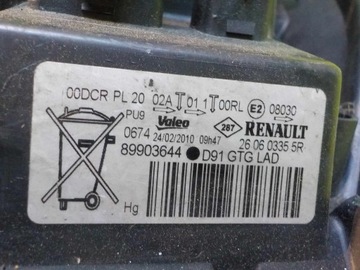 00DCR PL 20 02A T 01 1 T 00RL E2 08030
PU9 Valeo 287 RENAULT
0674 24/02/2010 09h47 26 06 0335 5R
89903644 D91 GTG LAD
Hg